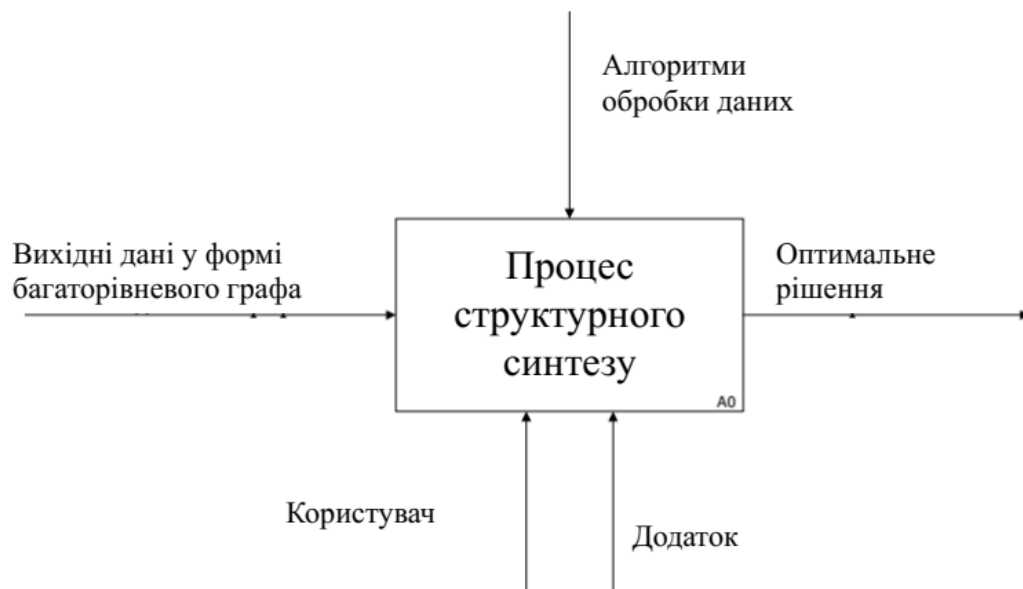 Алгоритми
обробки даних
Вихідні дані у формі
багаторівневого графа
Процес
структурного
синтезу
A0
Оптимальне
рішення
Користувач
Додаток